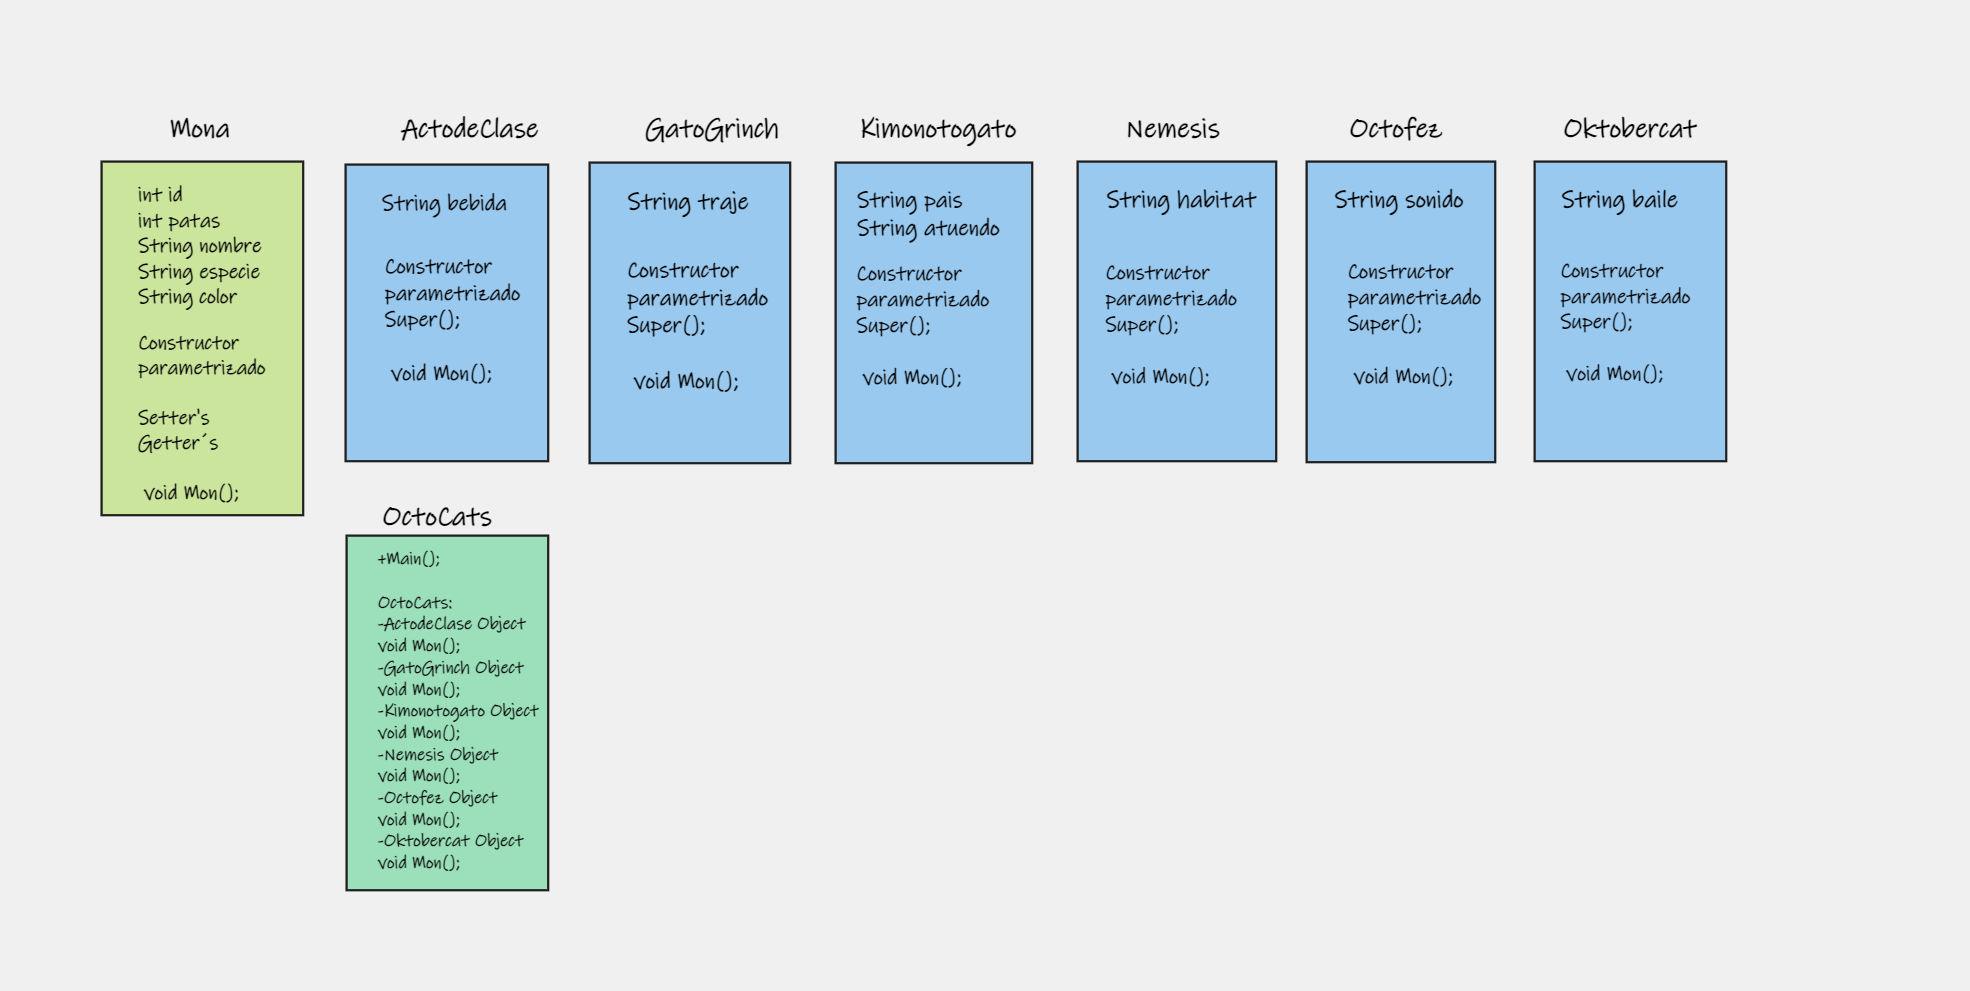 Mona
int id
int patas
String nombre
String especie
String color
Constructor
parametrizado
Setter's
Getter´s
void Mon();
ActodeClase
String bebida
Constructor
parametrizado
Super();
void Mon();
GatoGrinch
String traje
Constructor
parametrizado
Super();
void Mon();
Kimonotogato
String pais
String atuendo
Constructor
parametrizado
Super();
void Mon();
Nemesis
String habitat
Constructor
parametrizado
Super();
void Mon();
Octofez
String sonido
Constructor
parametrizado
Super();
void Mon();
Oktobercat
String baile
Constructor
parametrizado
Super();
void Mon();
OctoCats
+Main();
OctoCats:
-ActodeClase Object
void Mon();
-GatoGrinch Object
void Mon();
-Kimonotogato Object
void Mon();
-Nemesis Object
void Mon();
-Octofez Object
void Mon();
-Oktobercat Object
void Mon();